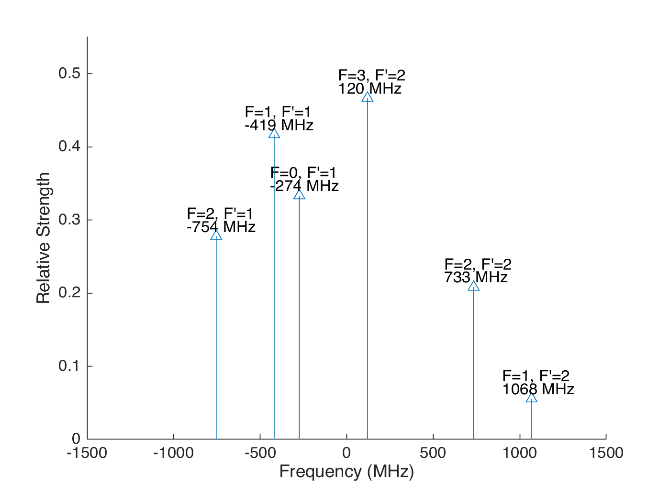 0.5
0.4
0.3
0.2
0.1
0
Relative Strength
F=3, F'=2
120 MHz
F=1, F'=1
-419 MHz
F=0, F'=1
-274 MHz
F=2, F'=1
-754 MHz
F=2, F'=2
733 MHz
F=1, F'=2
1068 MHz
-1500 -1000 -500 0 500 1000 1500
Frequency (MHz)